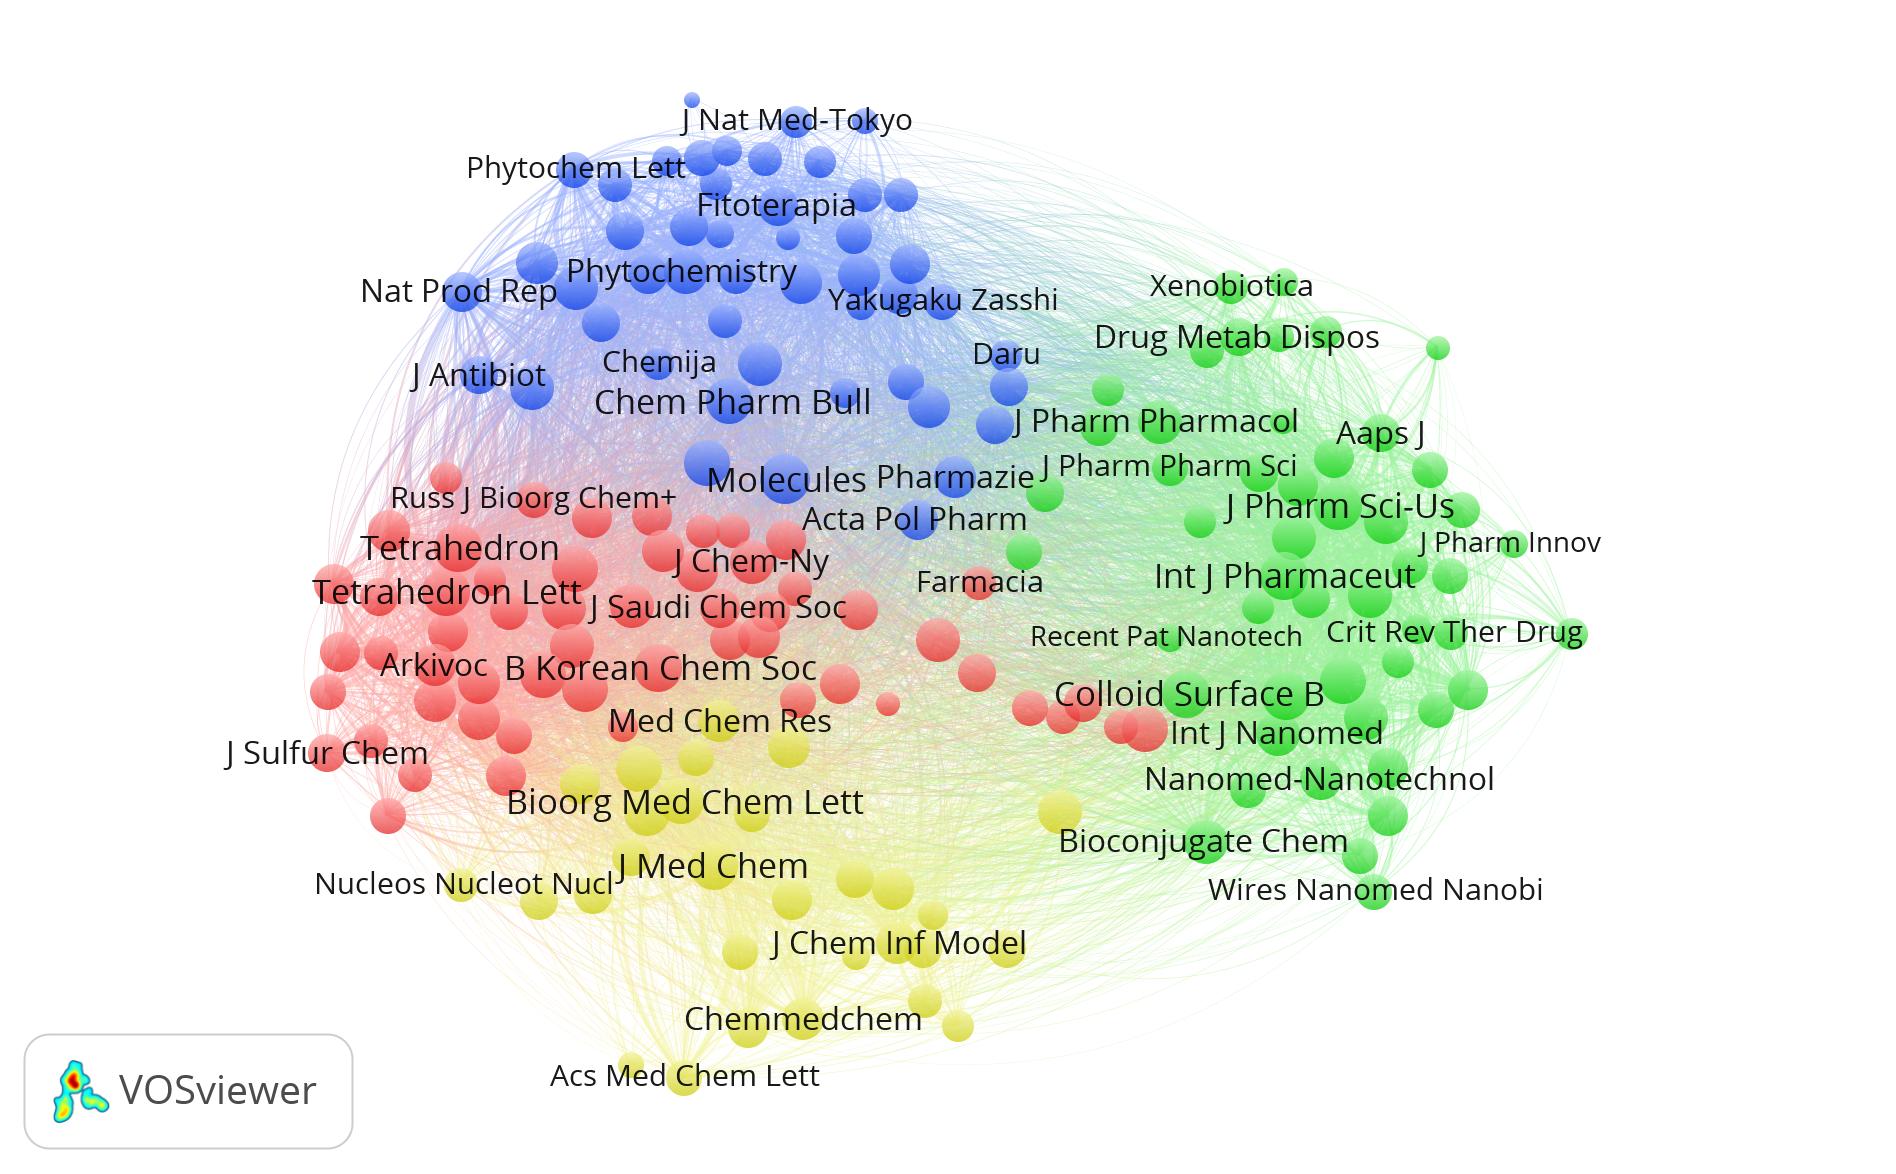 J Nat Med-Tokyo
Phytochem Lett
Fitoterapia
Phytochemistry
Xenobiotica
Nat Prod Rep
Yakugaku Zasshi
Drug Metab Dispos
Daru
Chemija
J Antibiot
Chem Pharm Bull
J Pharm Pharmacol
Aaps J
J Pharm Pharm Sci
Molecules
Pharmazie
Russ J Bioorg Chem+
J Pharm Sci-Us
Acta Pol Pharm
J Pharm Innov
Tetrahedron
J Chem-Ny
Int J Pharmaceut
Farmacia
Tetrahedron Lett
J Saudi Chem Soc
Crit Rev Ther Drug
Recent Pat Nanotech
Arkivoc
B Korean Chem Soc
Colloid Surface B
Med Chem Res
Int J Nanomed
J Sulfur Chem
Nanomed-Nanotechnol
Bioorg Med Chem Lett
Bioconjugate Chem
J Med Chem
Nucleos Nucleot Nucl
Wires Nanomed Nanobi
J Chem Inf Model
Chemmedchem
Acs Med Chem Lett
VOSviewer